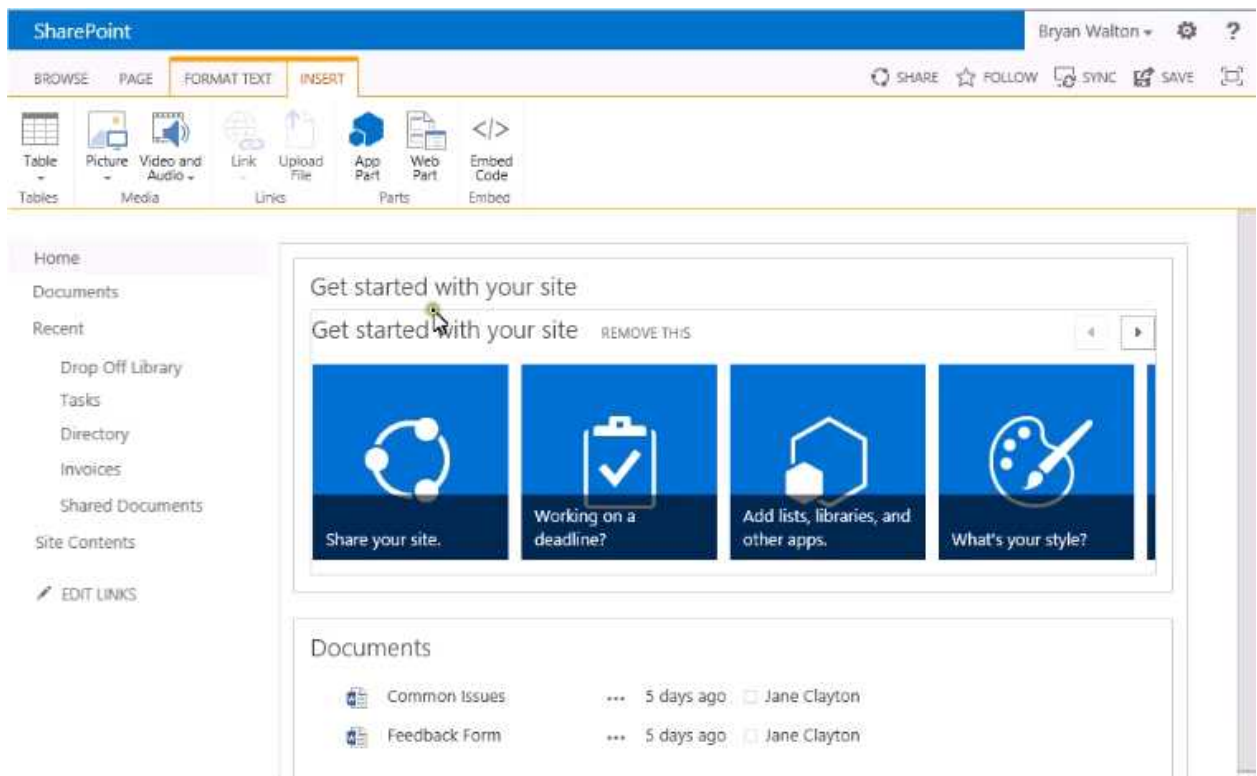 SharePoint
Bryan Walton
?
BROWSE PAGE FORMAT TEXT INSERT
SHARE FOLLOW SYNC SAVE
Table
Picture
Video and
Audio
Link
Upload
File
App
Part
Web
Part
</>
Embed
Code
Tables
Media
Links
Parts
Embed
Home
Documents
Recent
Drop Off Library
Tasks
Directory
Invoices
Shared Documents
Site Contents
EDIT LINKS
Get started with your site
Get started with your site REMOVE THIS
Share your site.
Working on a
deadline?
Add lists, libraries, and
other apps.
What's your style?
Documents
Common Issues ... 5 days ago Jane Clayton
Feedback Form ... 5 days ago Jane Clayton